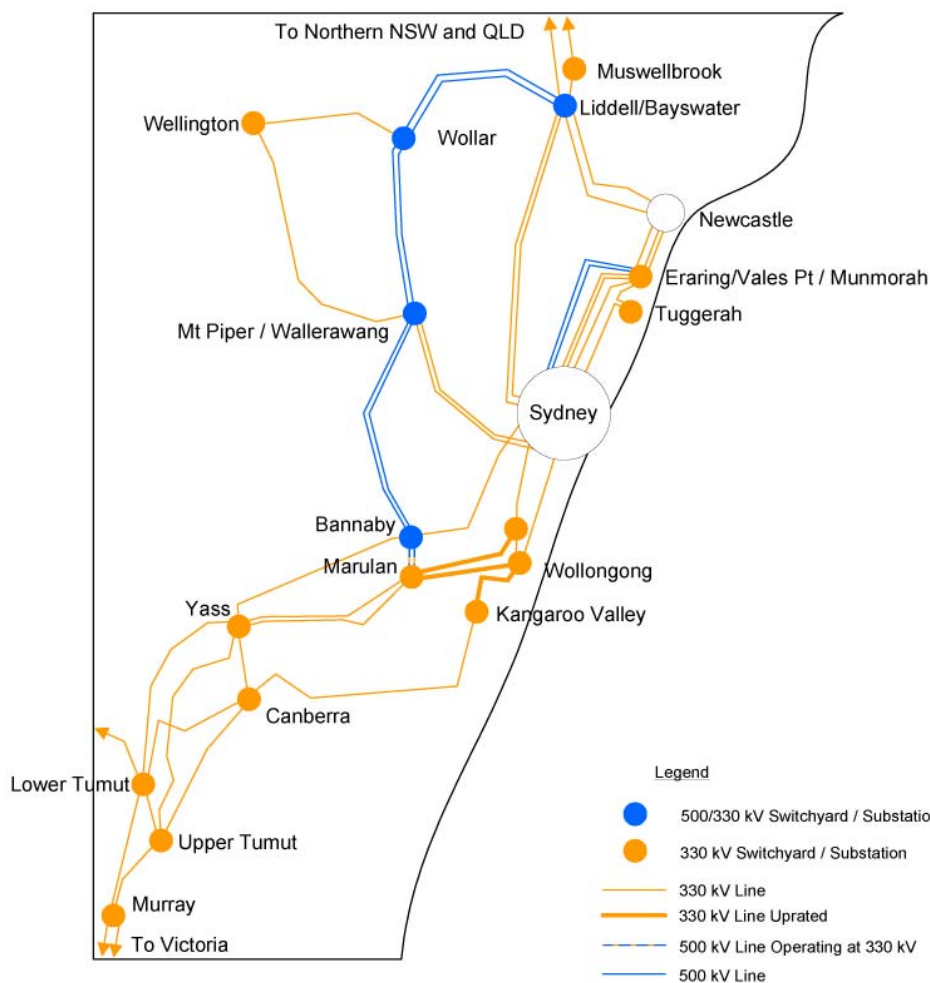 To Northern NSW and QLD
Muswellbrook
Liddell/Bayswater
Wellington
Wollar
Newcastle
Eraring/Vales Pt / Munmorah
Tuggerah
Mt Piper / Wallerawang
Sydney
Bannaby
Marulan
Wollongong
Yass
Kangaroo Valley
Canberra
Lower Tumut
Upper Tumut
Murray
To Victoria
Legend
500/330 kV Switchyard / Substatio
330 kV Switchyard / Substation
330 kV Line
330 kV Line Uprated
500 kV Line Operating at 330 kV
500 kV Line